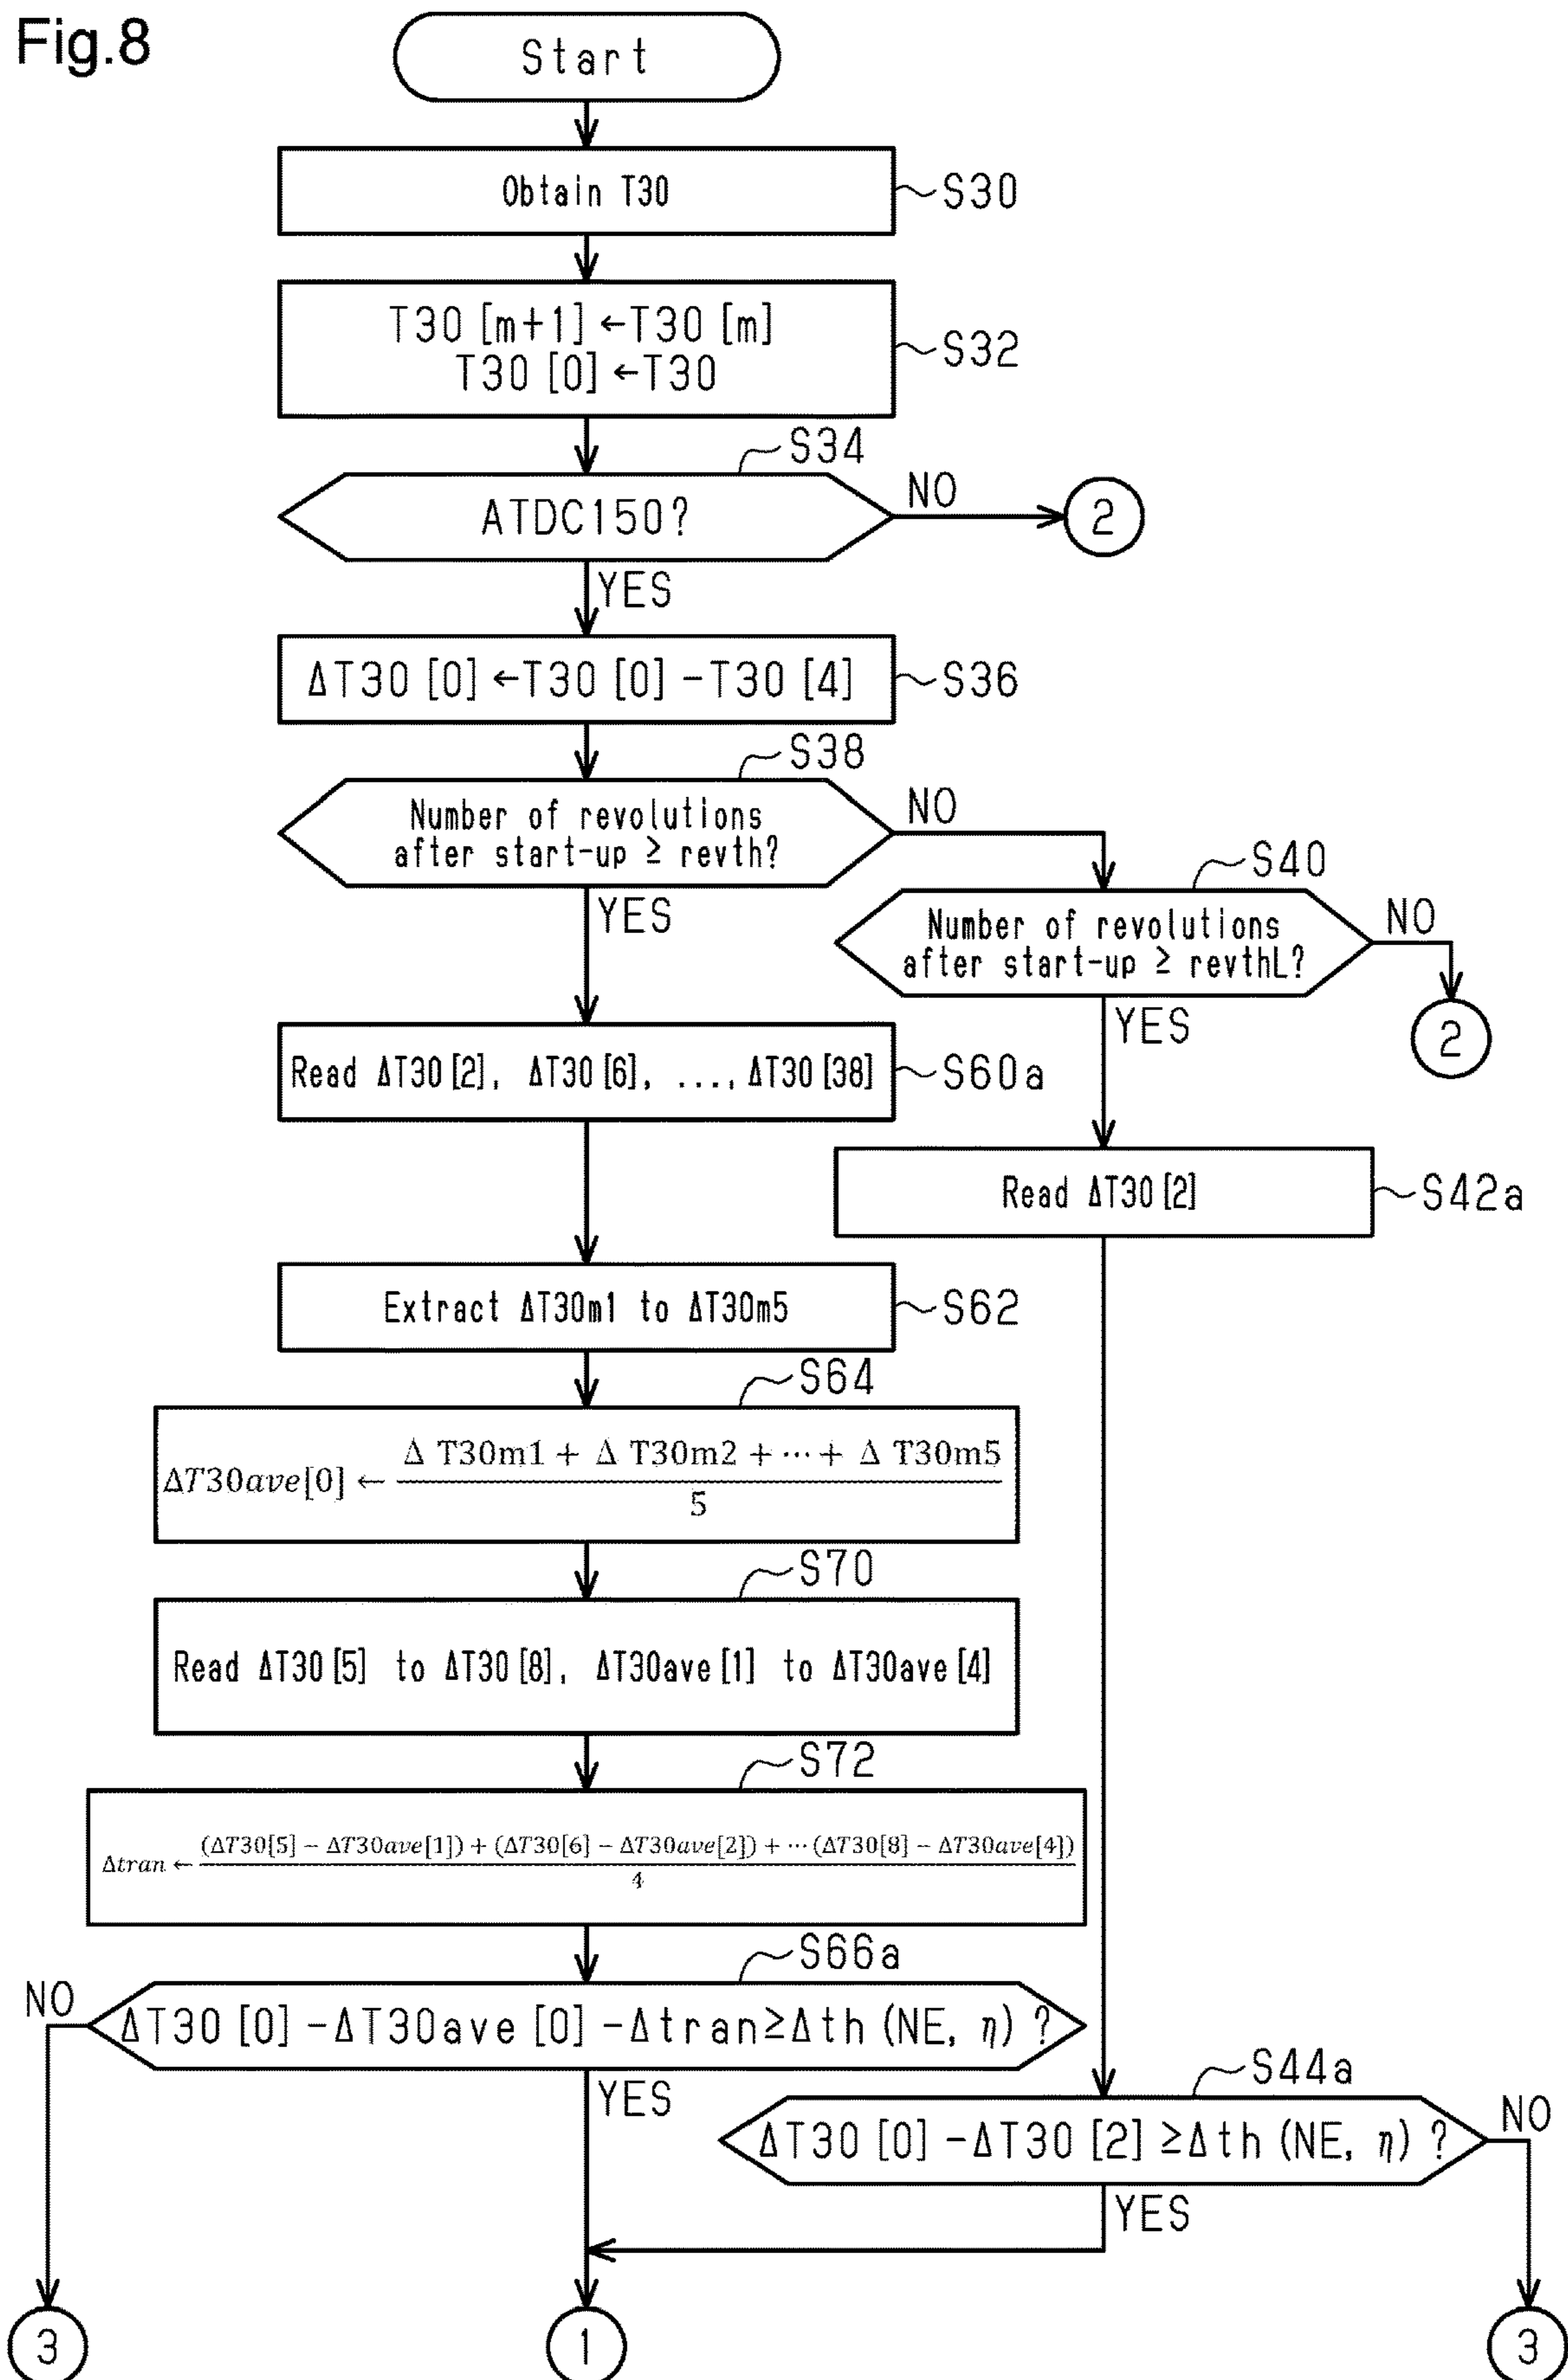 Fig.8
Start
Obtain T30
S30
T30 [m+1] ←T30 [m]
T30 [0] ←T30
S32
S34
ATDC150?
NO
2
YES
ΔT30 [0] ←T30 [0] −T30 [4]
S36
S38
Number of revolutions
after start-up ≥ revth?
NO
YES
S40
Number of revolutions
after start-up ≥ revthL?
NO
2
YES
Read ΔT30[2], ΔT30[6], ..., ΔT30[38]
S60a
Read ΔT30[2]
S42a
Extract ΔT30m1 to ΔT30m5
S62
S64
ΔT30ave[0] ← (Δ T30m1 + Δ T30m2 + ⋯ + Δ T30m5) / 5
S70
Read ΔT30[5] to ΔT30[8], ΔT30ave[1] to ΔT30ave[4]
S72
Δtran ← ((ΔT30[5] − ΔT30ave[1]) + (ΔT30[6] − ΔT30ave[2]) + ⋯ (ΔT30[8] − ΔT30ave[4])) / 4
S66a
NO
ΔT30 [0] −ΔT30ave [0] −Δtran≥Δth (NE, η) ?
YES
S44a
ΔT30 [0] −ΔT30 [2] ≥Δth (NE, η) ?
NO
YES
3
1
3